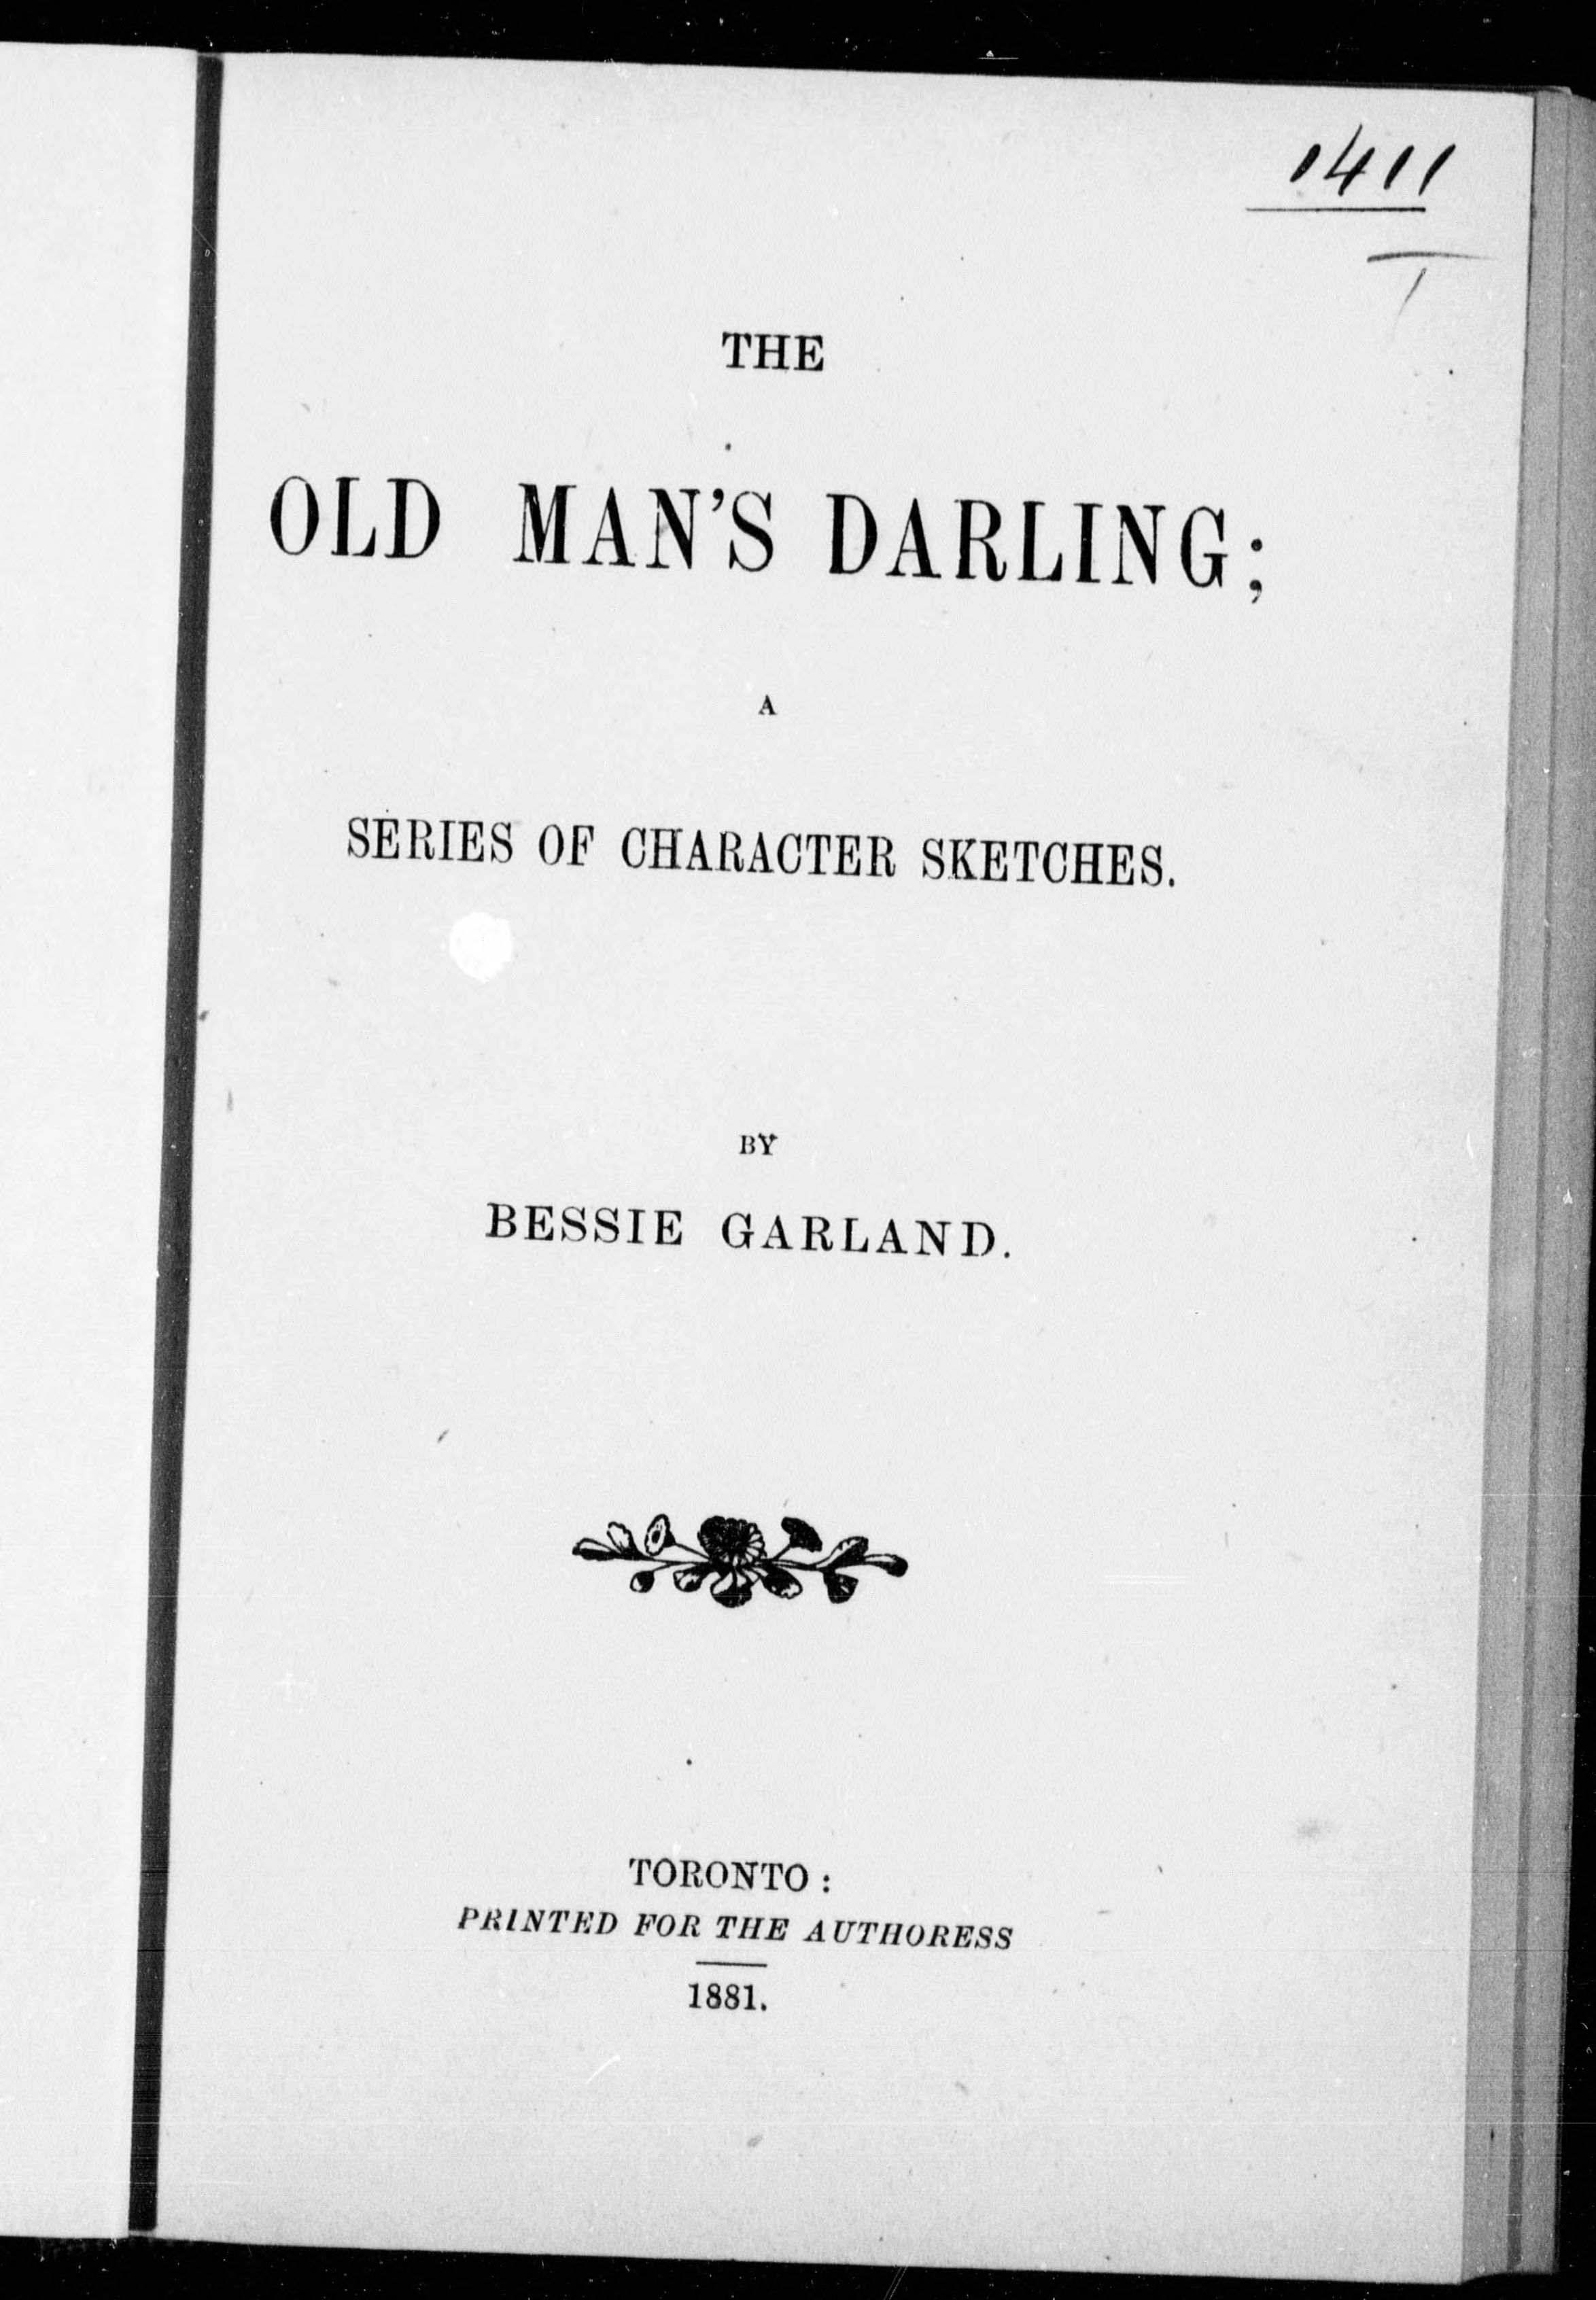 1411
THE
OLD MAN'S DARLING;
A
SERIES OF CHARACTER SKETCHES.
BY
BESSIE GARLAND.
TORONTO:
PRINTED FOR THE AUTHORESS
1881.